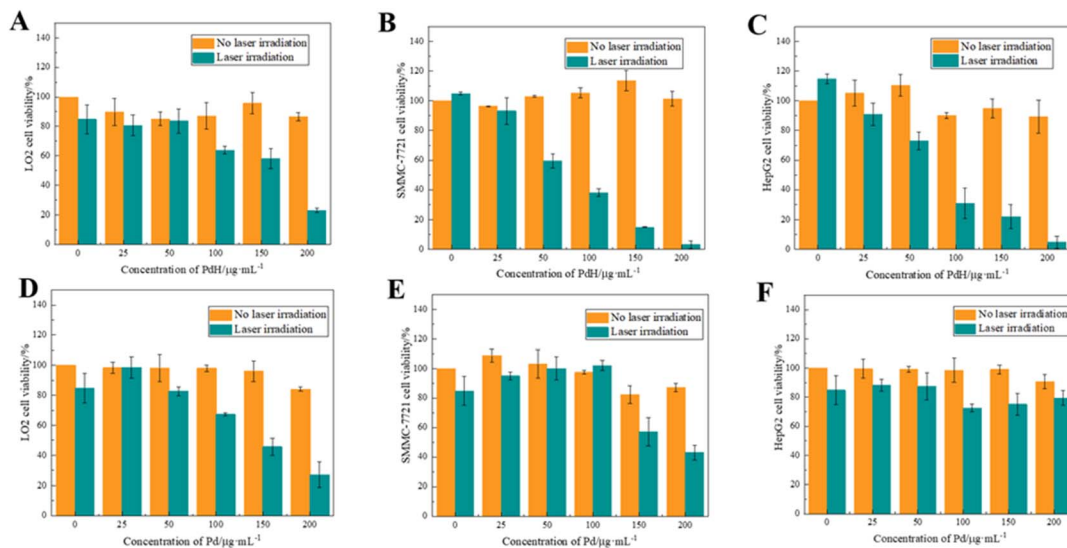 A
No laser irradiation
Laser irradiation
LO2 cell viability/%
140
120
100
80
60
40
20
0
0 25 50 100 150 200
Concentration of PdH/μg·mL⁻¹
B
No laser irradiation
Laser irradiation
SMMC-7721 cell viability/%
140
120
100
80
60
40
20
0
0 25 50 100 150 200
Concentration of PdH/μg·mL⁻¹
C
No laser irradiation
Laser irradiation
HepG2 cell viability/%
140
120
100
80
60
40
20
0
0 25 50 100 150 200
Concentration of PdH/μg·mL⁻¹
D
No laser irradiation
Laser irradiation
LO2 cell viability/%
140
120
100
80
60
40
20
0
0 25 50 100 150 200
Concentration of Pd/μg·mL⁻¹
E
No laser irradiation
Laser irradiation
SMMC-7721 cell viability/%
140
120
100
80
60
40
20
0
0 25 50 100 150 200
Concentration of Pd/μg·mL⁻¹
F
No laser irradiation
Laser irradiation
HepG2 cell viability/%
140
120
100
80
60
40
20
0
0 25 50 100 150 200
Concentration of Pd/μg·mL⁻¹